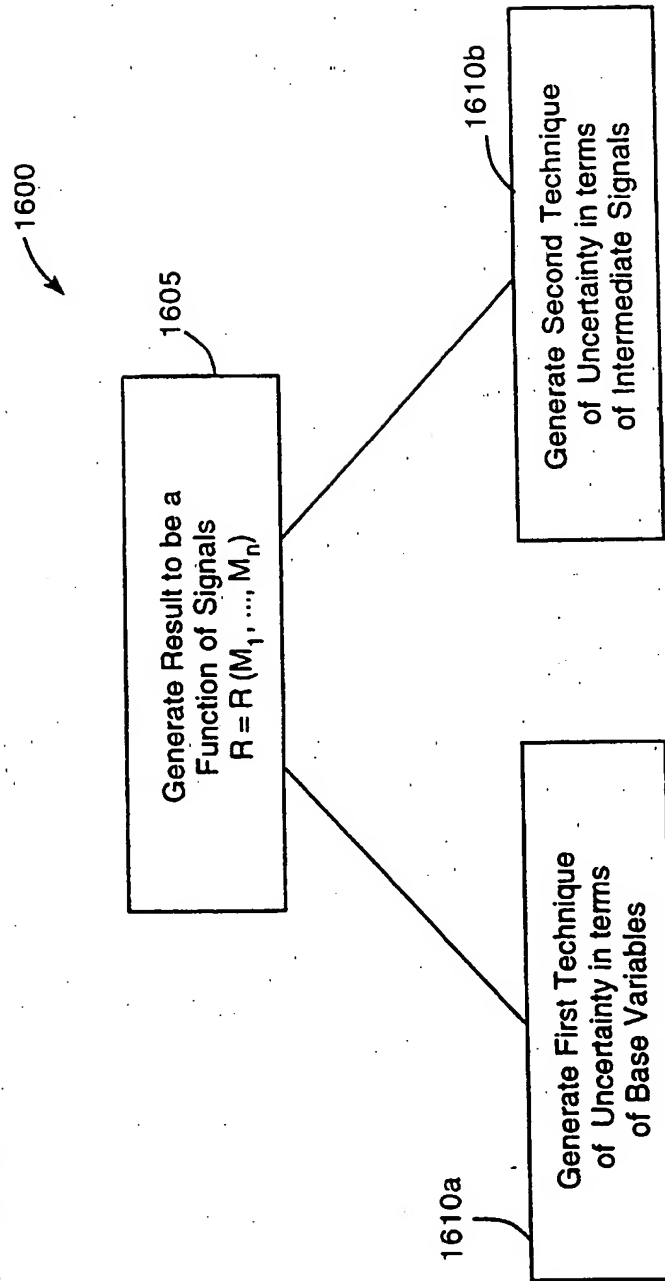 1600
1605
Generate Result to be a
Function of Signals
R = R (M1, ..., Mn)
1610a
Generate First Technique
of Uncertainty in terms
of Base Variables
1610b
Generate Second Technique
of Uncertainty in terms
of Intermediate Signals